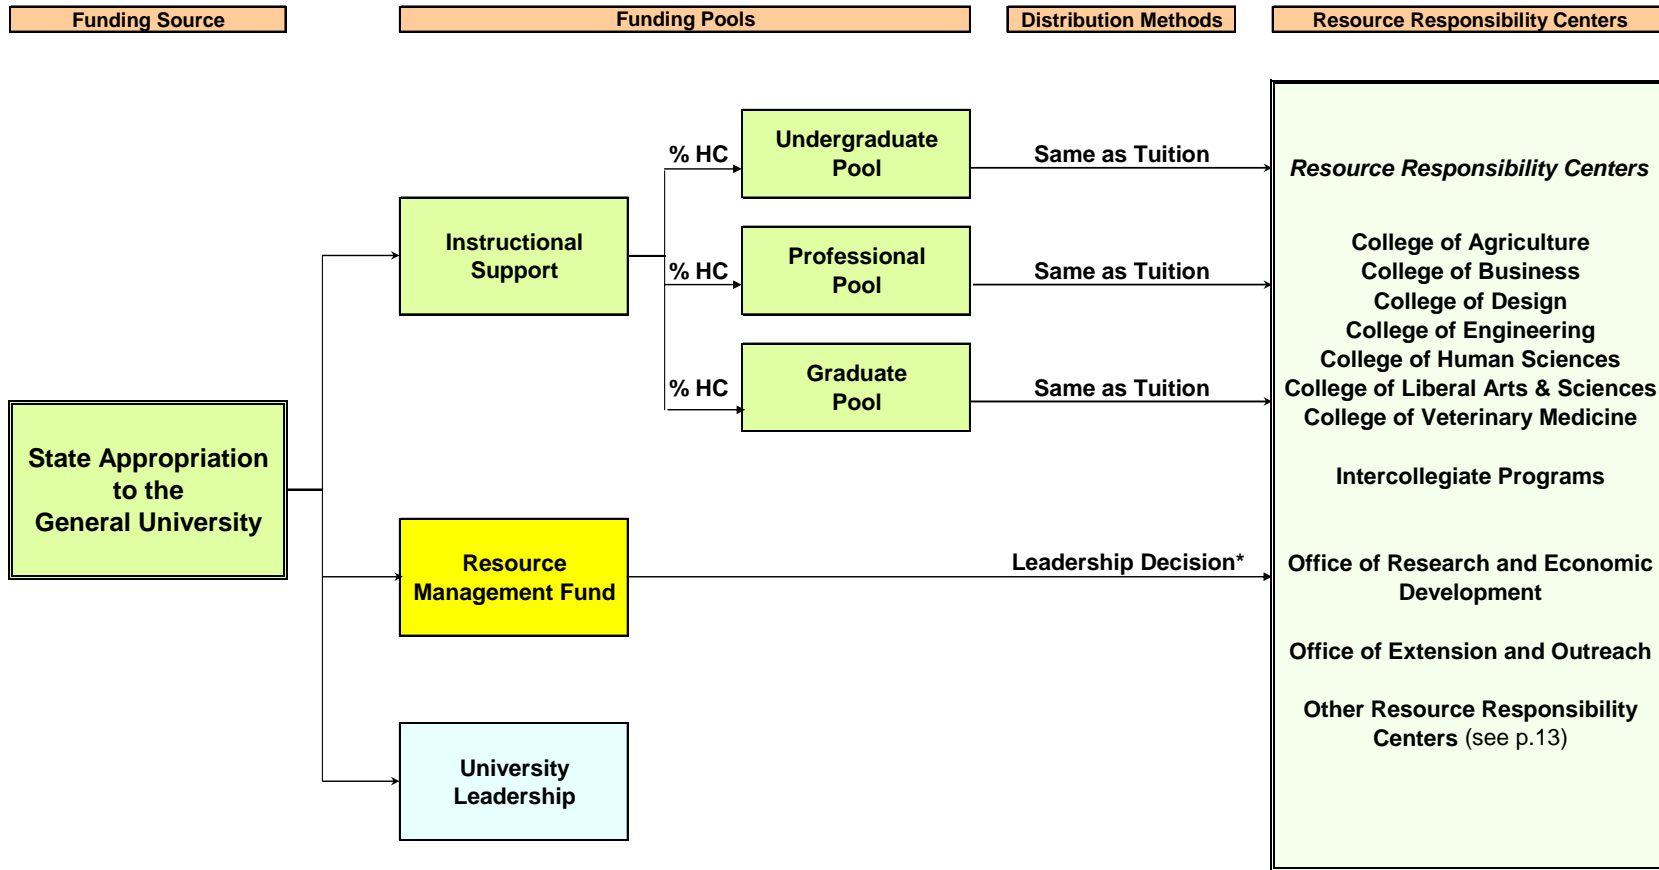 Funding Source
Funding Pools
Distribution Methods
Resource Responsibility Centers
Undergraduate
Pool
% HC
Same as Tuition
Resource Responsibility Centers
Instructional
Support
Professional
Pool
% HC
Same as Tuition
College of Agriculture
College of Business
College of Design
College of Engineering
College of Human Sciences
College of Liberal Arts & Sciences
College of Veterinary Medicine
Graduate
Pool
% HC
Same as Tuition
State Appropriation
to the
General University
Intercollegiate Programs
Resource
Management Fund
Leadership Decision*
Office of Research and Economic
Development
Office of Extension and Outreach
Other Resource Responsibility
Centers (see p.13)
University
Leadership